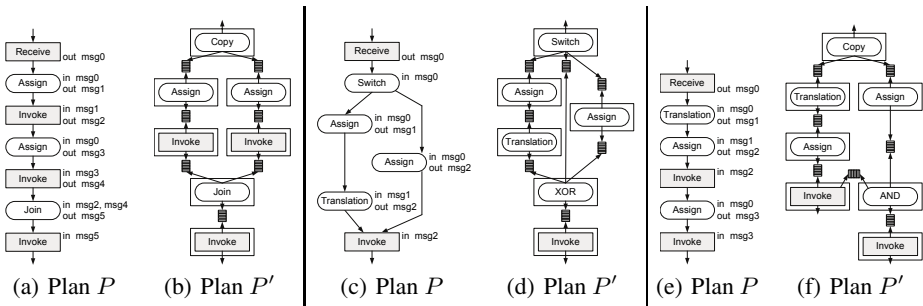 Receive
out msg0
Assign
in msg0
out msg1
Invoke
in msg1
out msg2
Assign
in msg0
out msg3
Invoke
in msg3
out msg4
Join
in msg2, msg4
out msg5
Invoke
in msg5
(a) Plan P
Copy
Assign Assign
Invoke Invoke
Join
Invoke
(b) Plan P′
Receive
out msg0
Switch
in msg0
Assign
in msg0
out msg1
Assign
in msg0
out msg2
Translation
in msg1
out msg2
Invoke
in msg2
(c) Plan P
Switch
Assign
Assign
Translation
XOR
Invoke
(d) Plan P′
Receive
out msg0
Translation
in msg0
out msg1
Assign
in msg1
out msg2
Invoke
in msg2
Assign
in msg0
out msg3
Invoke
in msg3
(e) Plan P
Copy
Translation Assign
Assign
Invoke AND
Invoke
(f) Plan P′